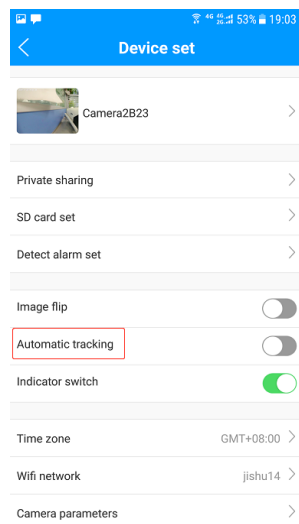 53% 19:03
Device set
Camera2B23
Private sharing
SD card set
Detect alarm set
Image flip
Automatic tracking
Indicator switch
Time zone GMT+08:00
Wifi network jishu14
Camera parameters